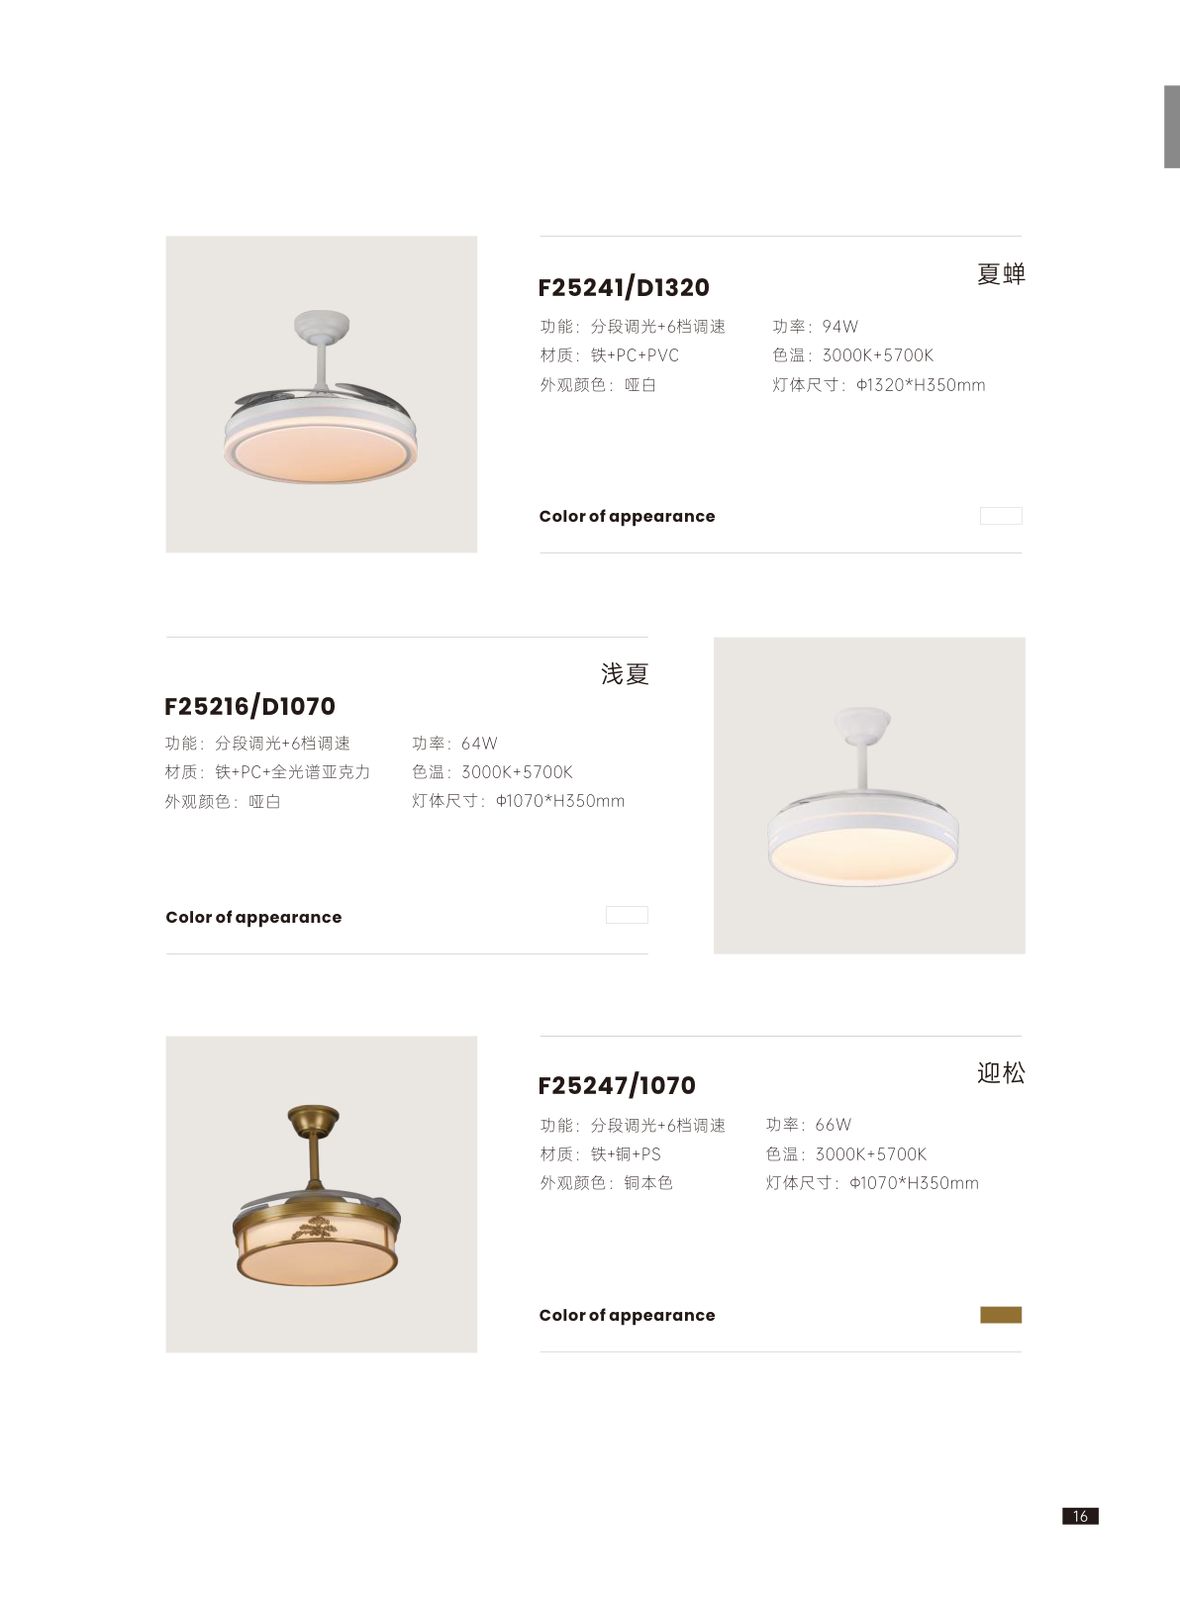 夏蝉
F25241/D1320
功能：分段调光+6档调速
功率：94W
材质：铁+PC+PVC
色温：3000K+5700K
外观颜色：哑白
灯体尺寸：Φ1320*H350mm
Color of appearance
浅夏
F25216/D1070
功能：分段调光+6档调速
功率：64W
材质：铁+PC+全光谱亚克力
色温：3000K+5700K
外观颜色：哑白
灯体尺寸：Φ1070*H350mm
Color of appearance
迎松
F25247/1070
功能：分段调光+6档调速
功率：66W
材质：铁+铜+PS
色温：3000K+5700K
外观颜色：铜本色
灯体尺寸：Φ1070*H350mm
Color of appearance
16